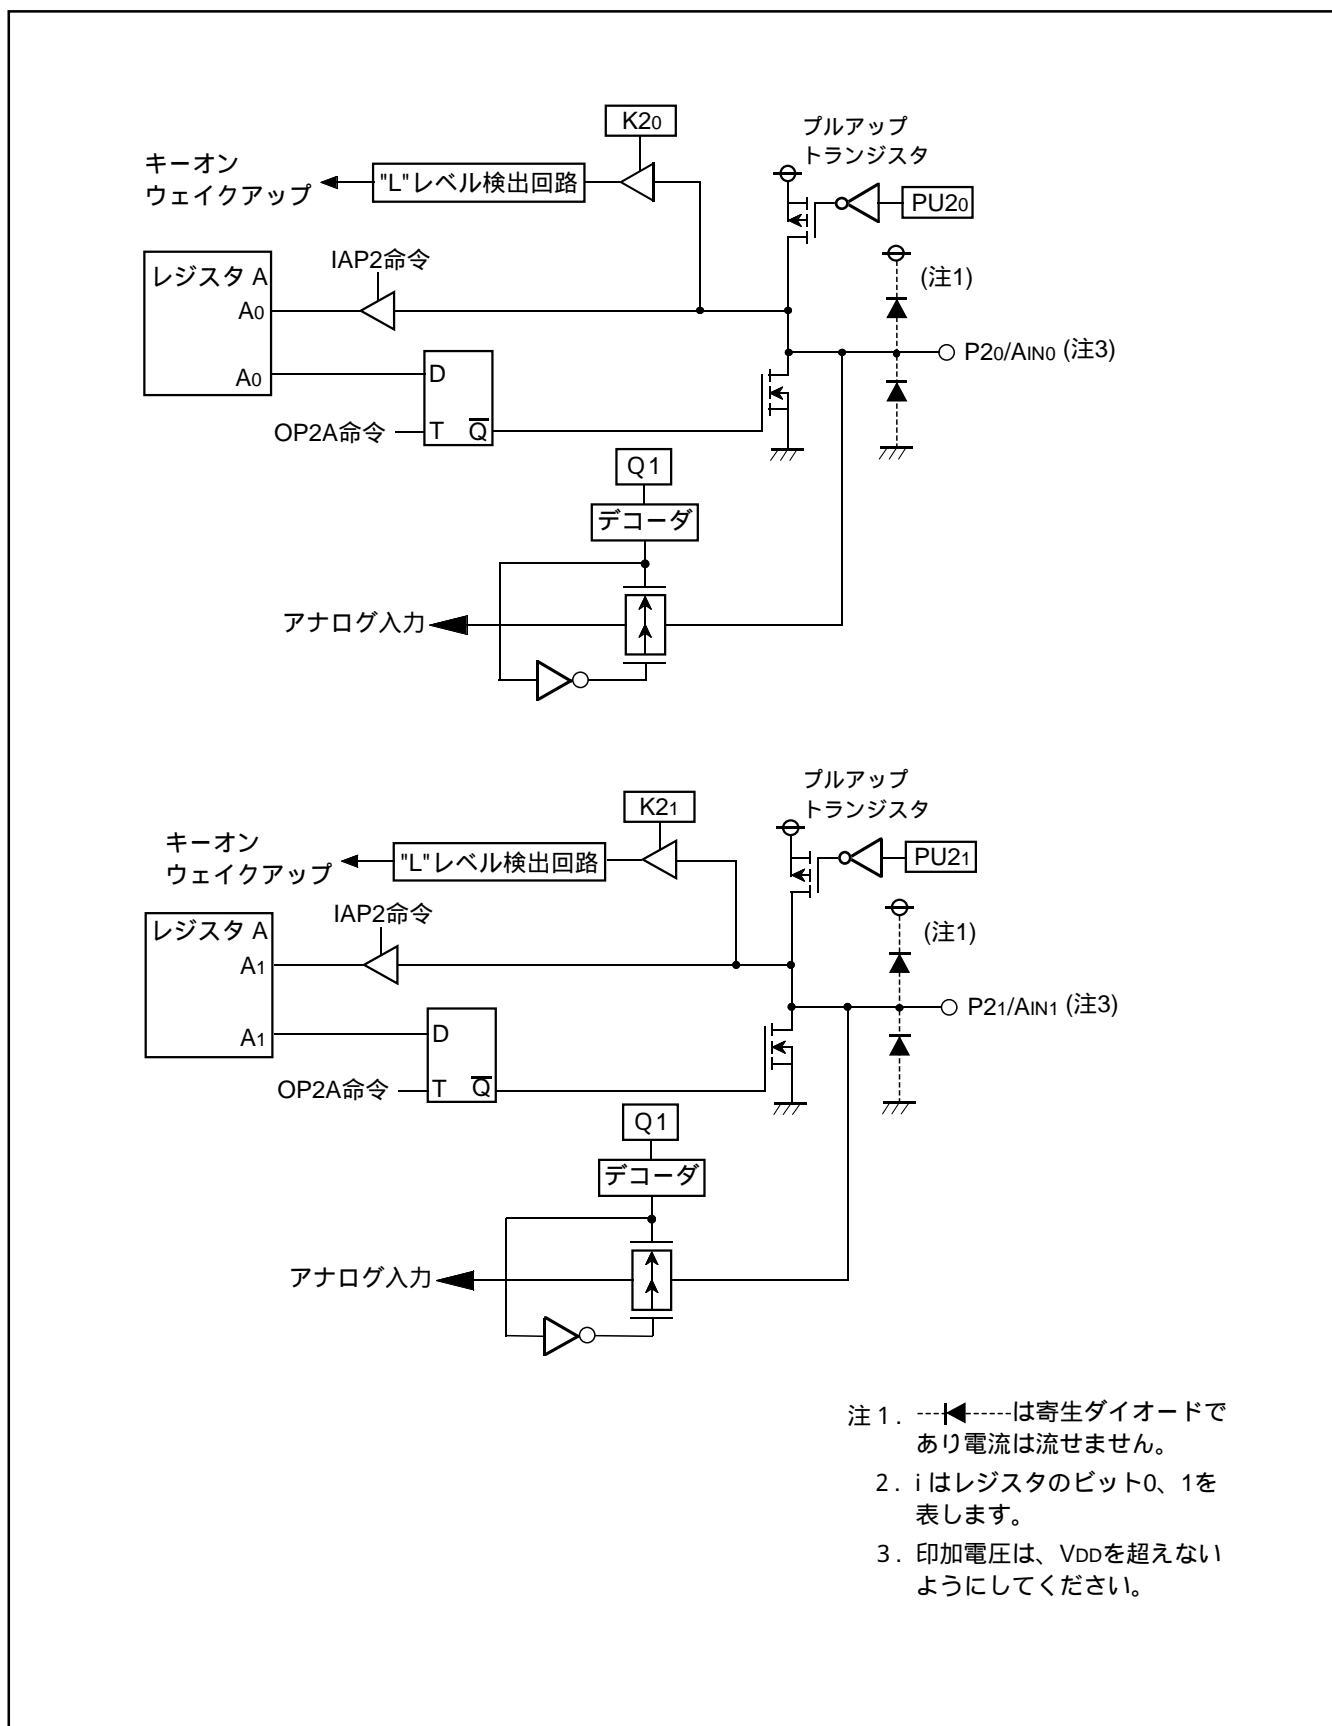 K20
プルアップ
トランジスタ
キーオン
ウェイクアップ
"L"レベル検出回路
PU20
IAP2命令
(注1)
レジスタ A
A0
P20/AIN0 (注3)
A0
D
OP2A命令
T Q̅
Q1
デコーダ
アナログ入力
プルアップ
トランジスタ
K21
キーオン
ウェイクアップ
"L"レベル検出回路
PU21
IAP2命令
(注1)
レジスタ A
A1
P21/AIN1 (注3)
A1
D
OP2A命令
T Q̅
Q1
デコーダ
アナログ入力
注 1 . は寄生ダイオードで
あり電流は流せません。
2 . i はレジスタのビット0、1を
表します。
3 . 印加電圧は、VDDを超えない
ようにしてください。